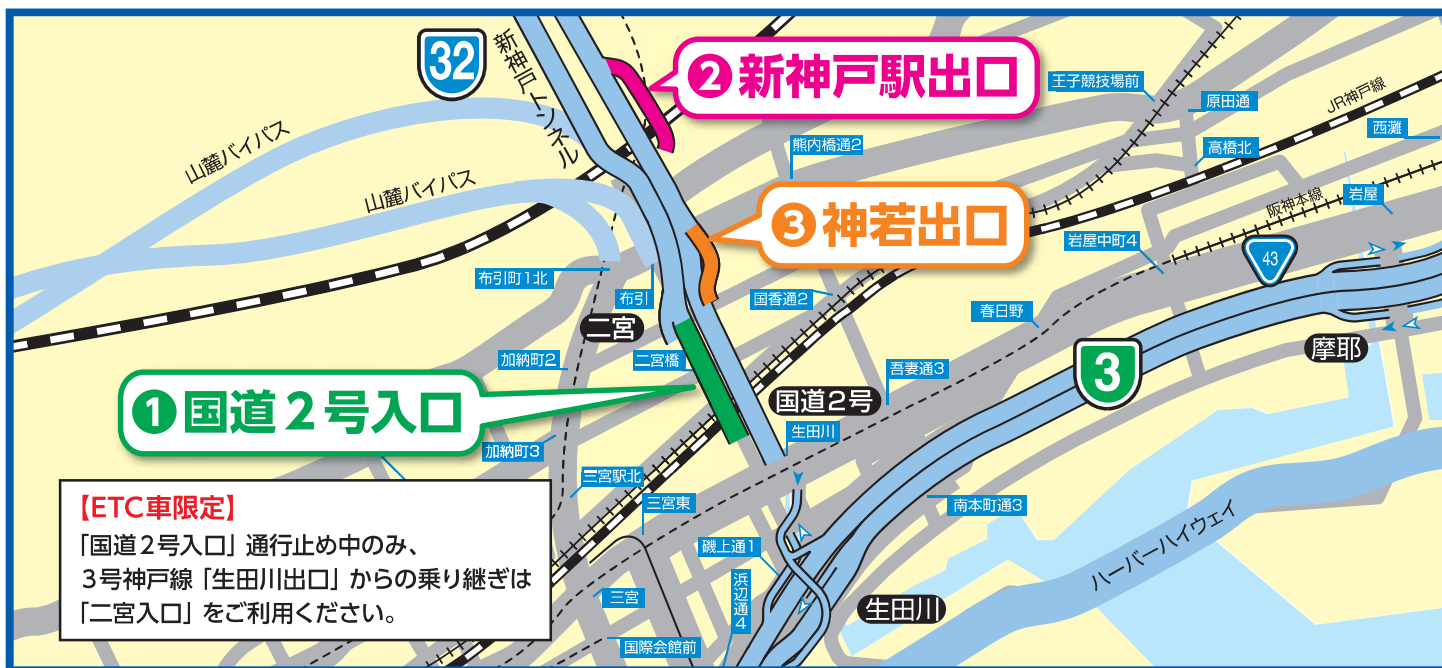 32
新神戸トンネル
❷新神戸駅出口
王子競技場前
原田通
JR神戸線
西灘
山麓バイパス
熊内橋通2
高橋北
山麓バイパス
❸神若出口
阪神本線
岩屋
岩屋中町4
43
布引町1北
布引
国香通2
春日野
二宮
加納町2
二宮橋
摩耶
3
❶国道2号入口
国道2号
吾妻通3
生田川
加納町3
三宮駅北
【ETC車限定】
「国道2号入口」通行止め中のみ、
3号神戸線「生田川出口」からの乗り継ぎは
「二宮入口」をご利用ください。
三宮東
南本町通3
磯上通1
ハーバーハイウェイ
浜辺通4
三宮
生田川
国際会館前